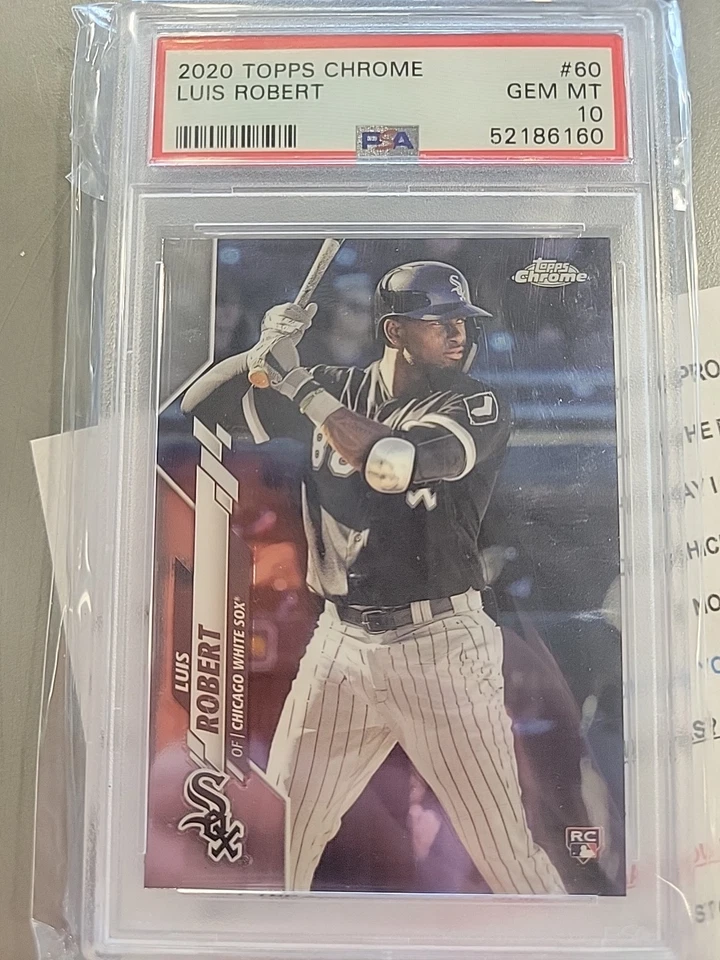 2020 TOPPS CHROME #60
LUIS ROBERT GEM MT
10
PSA 52186160
Topps
Chrome
LUIS
ROBERT
OF | CHICAGO WHITE SOX®
Sox
RC